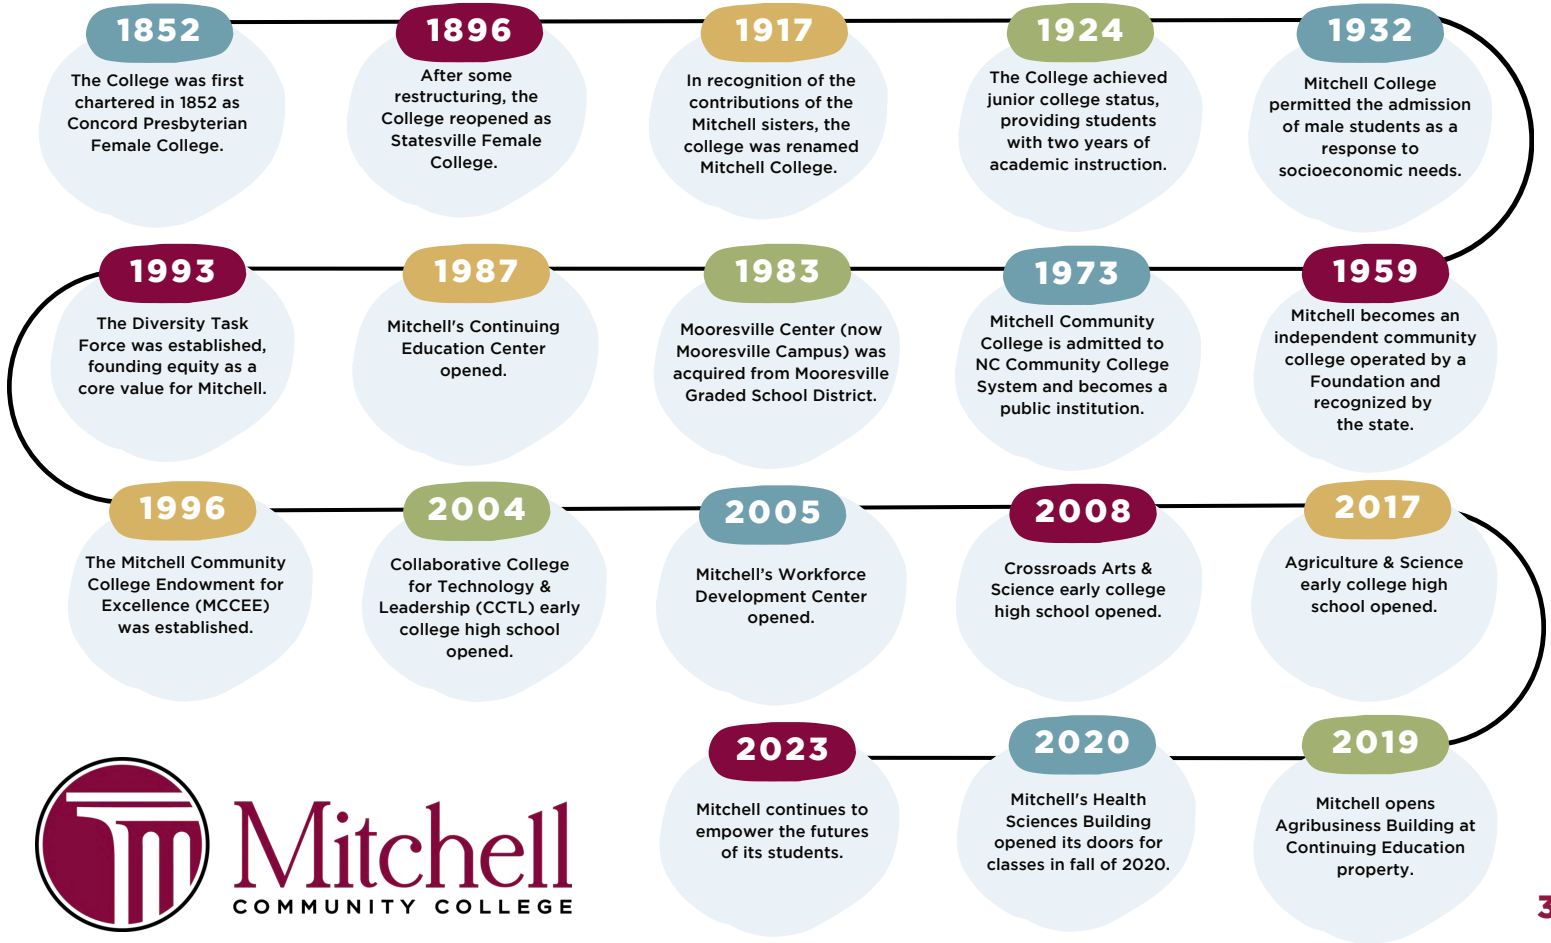 1852
The College was first
chartered in 1852 as
Concord Presbyterian
Female College.
1896
After some
restructuring, the
College reopened as
Statesville Female
College.
1917
In recognition of the
contributions of the
Mitchell sisters, the
college was renamed
Mitchell College.
1924
The College achieved
junior college status,
providing students
with two years of
academic instruction.
1932
Mitchell College
permitted the admission
of male students as a
response to
socioeconomic needs.
1959
Mitchell becomes an
independent community
college operated by a
Foundation and
recognized by
the state.
1973
Mitchell Community
College is admitted to
NC Community College
System and becomes a
public institution.
1983
Mooresville Center (now
Mooresville Campus) was
acquired from Mooresville
Graded School District.
1987
Mitchell's Continuing
Education Center
opened.
1993
The Diversity Task
Force was established,
founding equity as a
core value for Mitchell.
1996
The Mitchell Community
College Endowment for
Excellence (MCCEE)
was established.
2004
Collaborative College
for Technology &
Leadership (CCTL) early
college high school
opened.
2005
Mitchell’s Workforce
Development Center
opened.
2008
Crossroads Arts &
Science early college
high school opened.
2017
Agriculture & Science
early college high
school opened.
2019
Mitchell opens
Agribusiness Building at
Continuing Education
property.
2020
Mitchell's Health
Sciences Building
opened its doors for
classes in fall of 2020.
2023
Mitchell continues to
empower the futures
of its students.
Mitchell
COMMUNITY COLLEGE
3